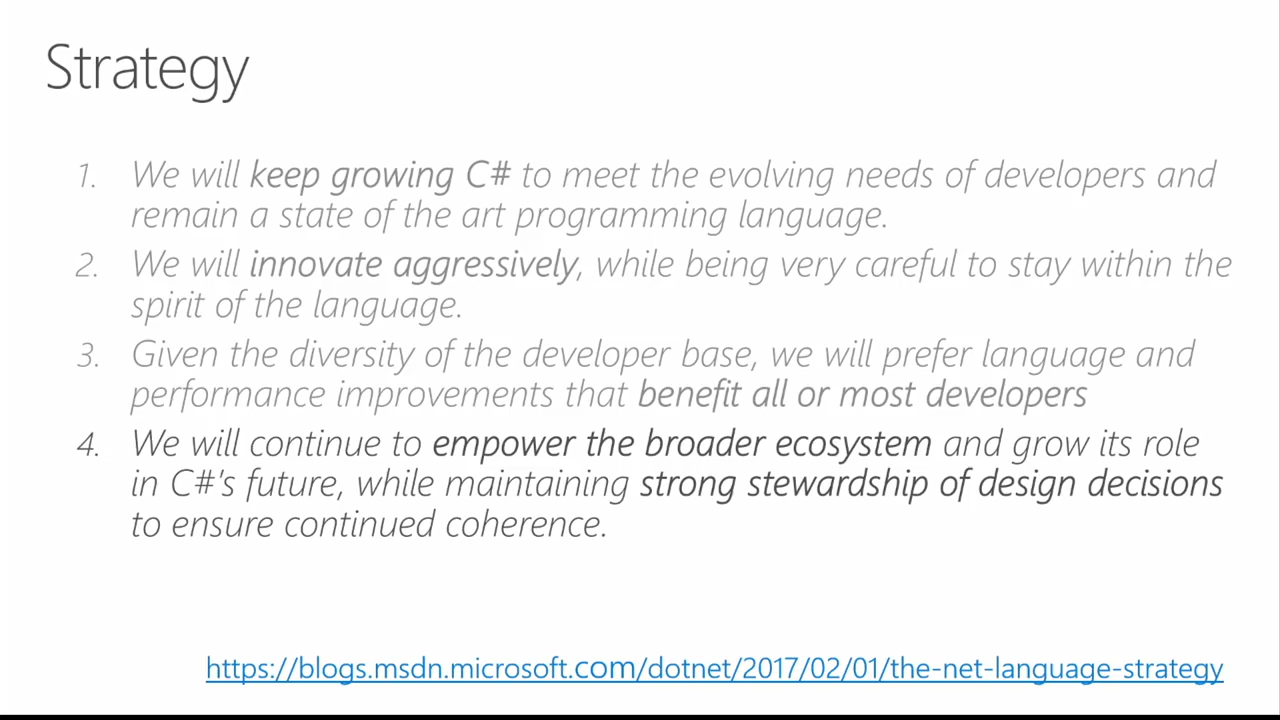 Strategy
1. We will keep growing C# to meet the evolving needs of developers and
remain a state of the art programming language.
2. We will innovate aggressively, while being very careful to stay within the
spirit of the language.
3. Given the diversity of the developer base, we will prefer language and
performance improvements that benefit all or most developers
4. We will continue to empower the broader ecosystem and grow its role
in C#'s future, while maintaining strong stewardship of design decisions
to ensure continued coherence.
https://blogs.msdn.microsoft.com/dotnet/2017/02/01/the-net-language-strategy